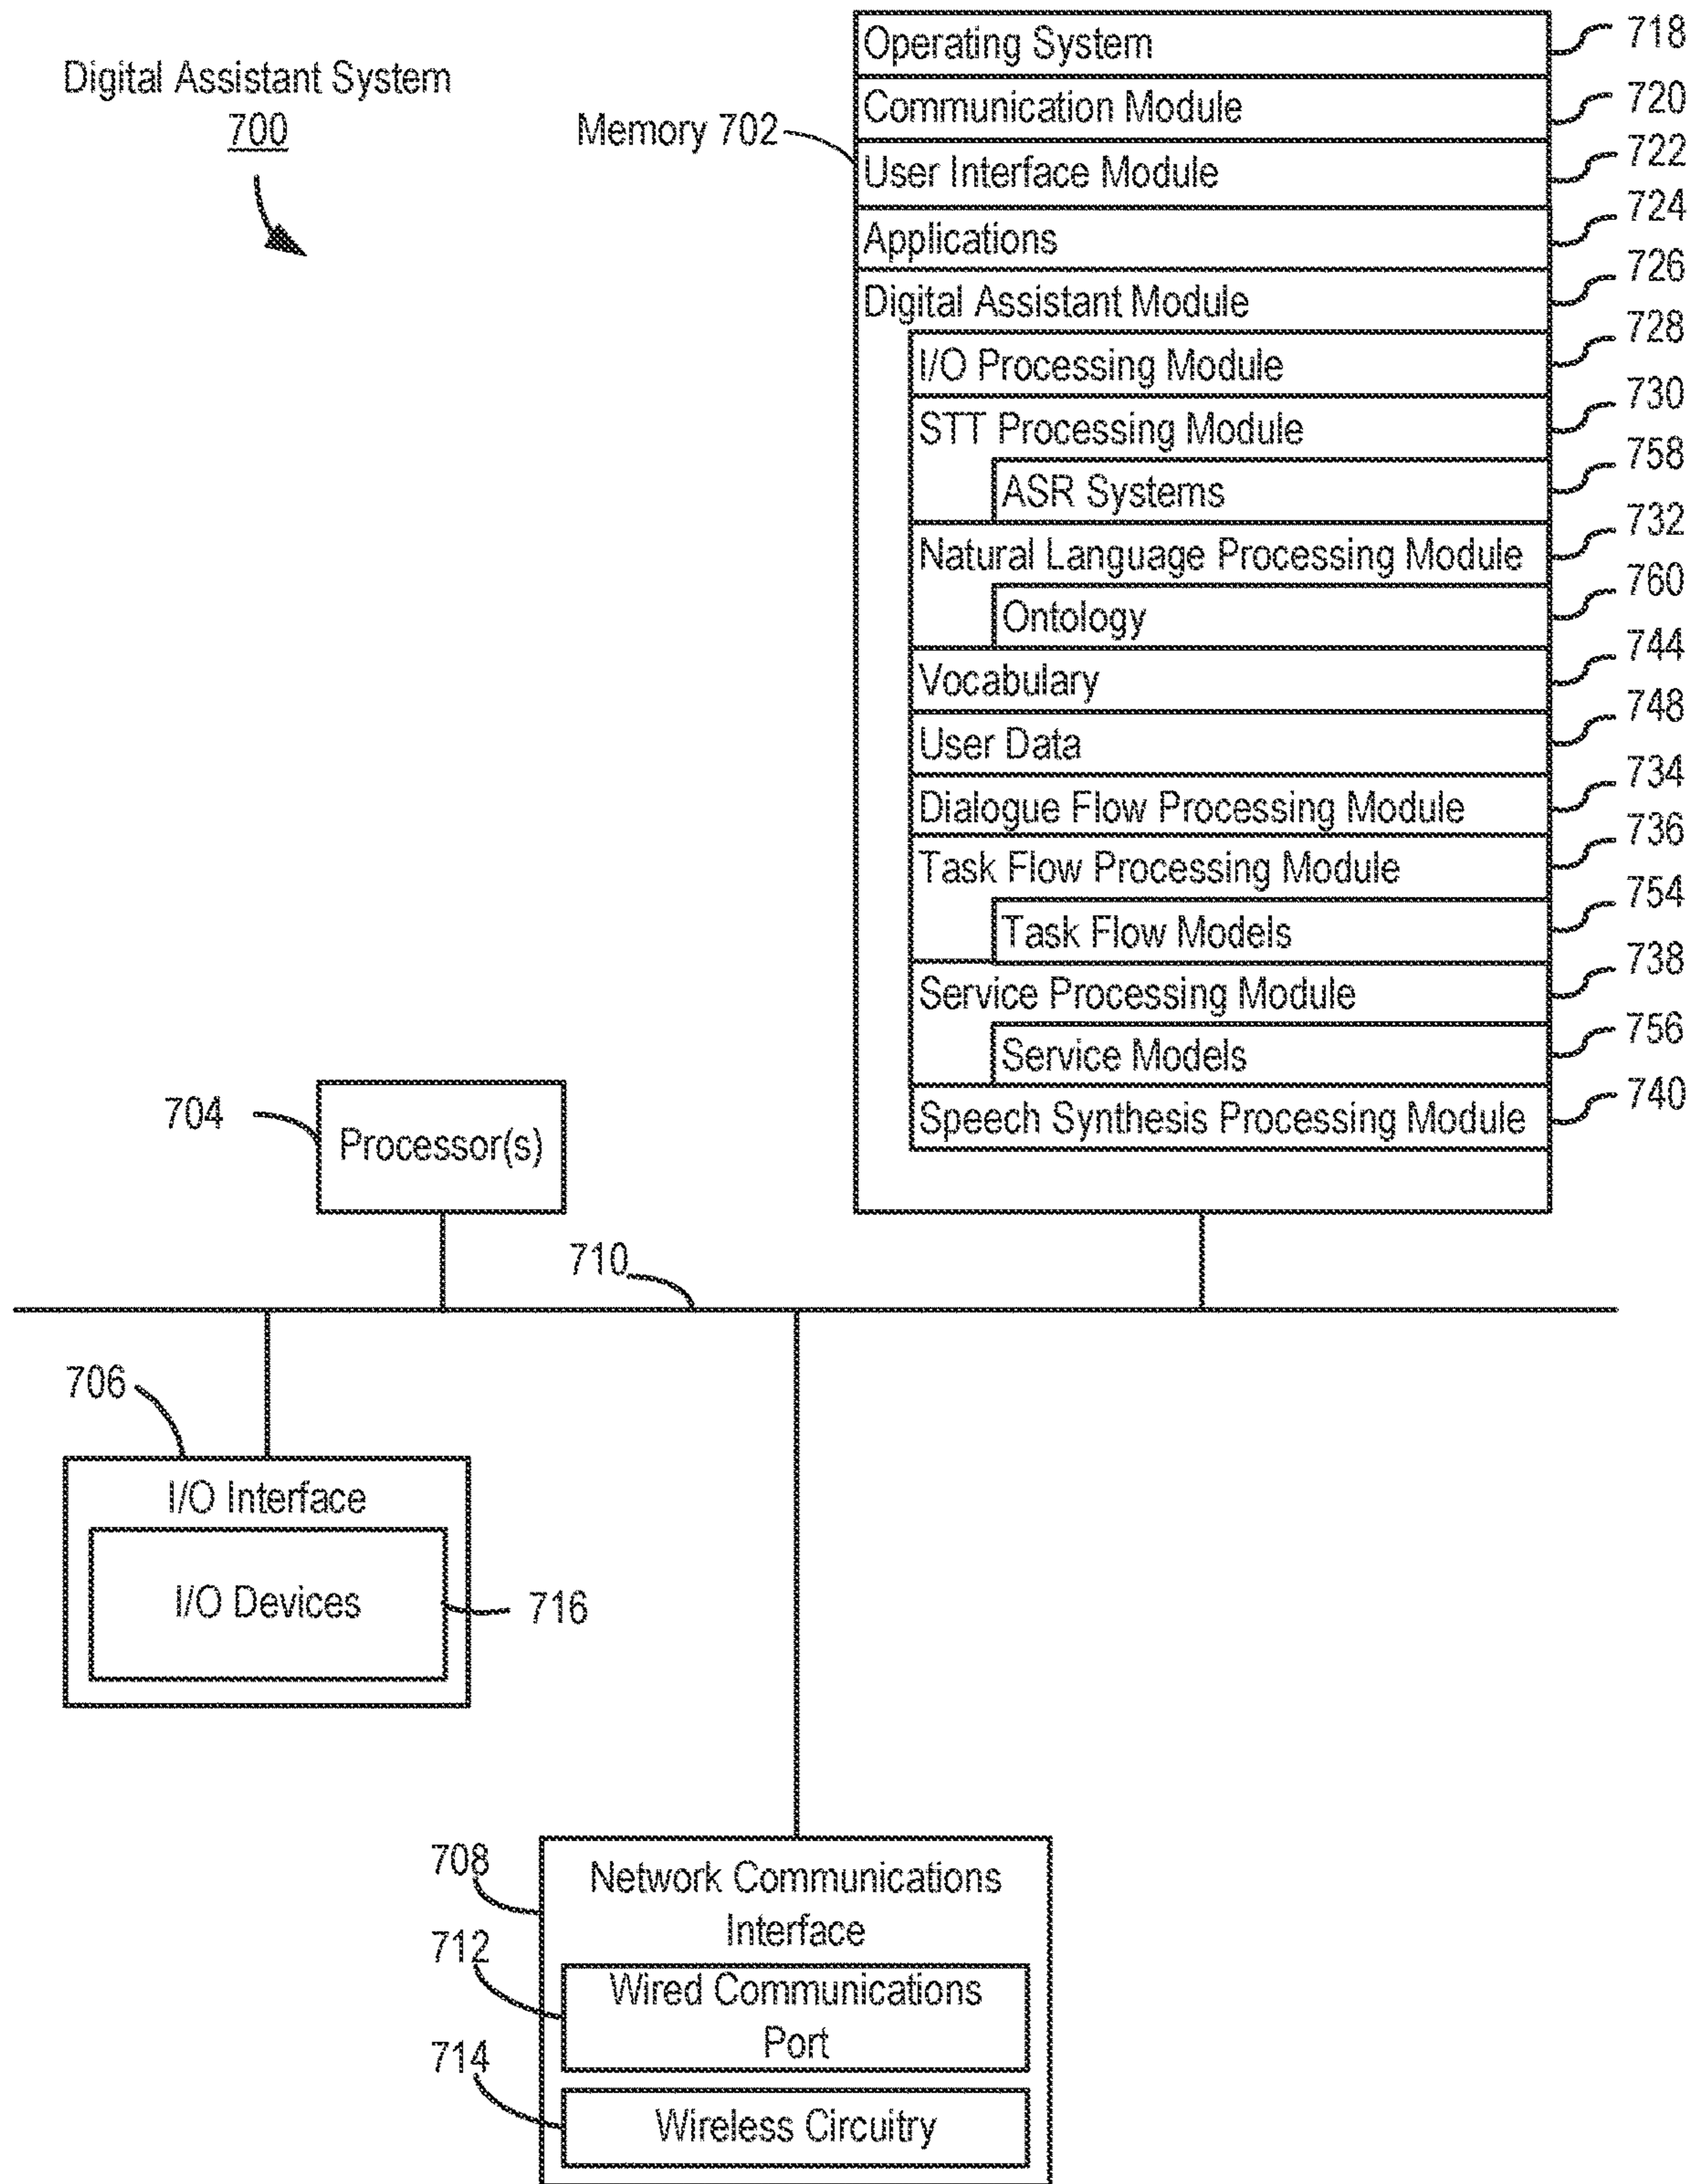 Digital Assistant System
700
Memory 702
Operating System 718
Communication Module 720
User Interface Module 722
Applications 724
Digital Assistant Module 726
I/O Processing Module 728
STT Processing Module 730
ASR Systems 758
Natural Language Processing Module 732
Ontology 760
Vocabulary 744
User Data 748
Dialogue Flow Processing Module 734
Task Flow Processing Module 736
Task Flow Models 754
Service Processing Module 738
Service Models 756
Speech Synthesis Processing Module 740
704
Processor(s)
710
706
I/O Interface
I/O Devices
716
708
Network Communications
Interface
712
Wired Communications
Port
714
Wireless Circuitry